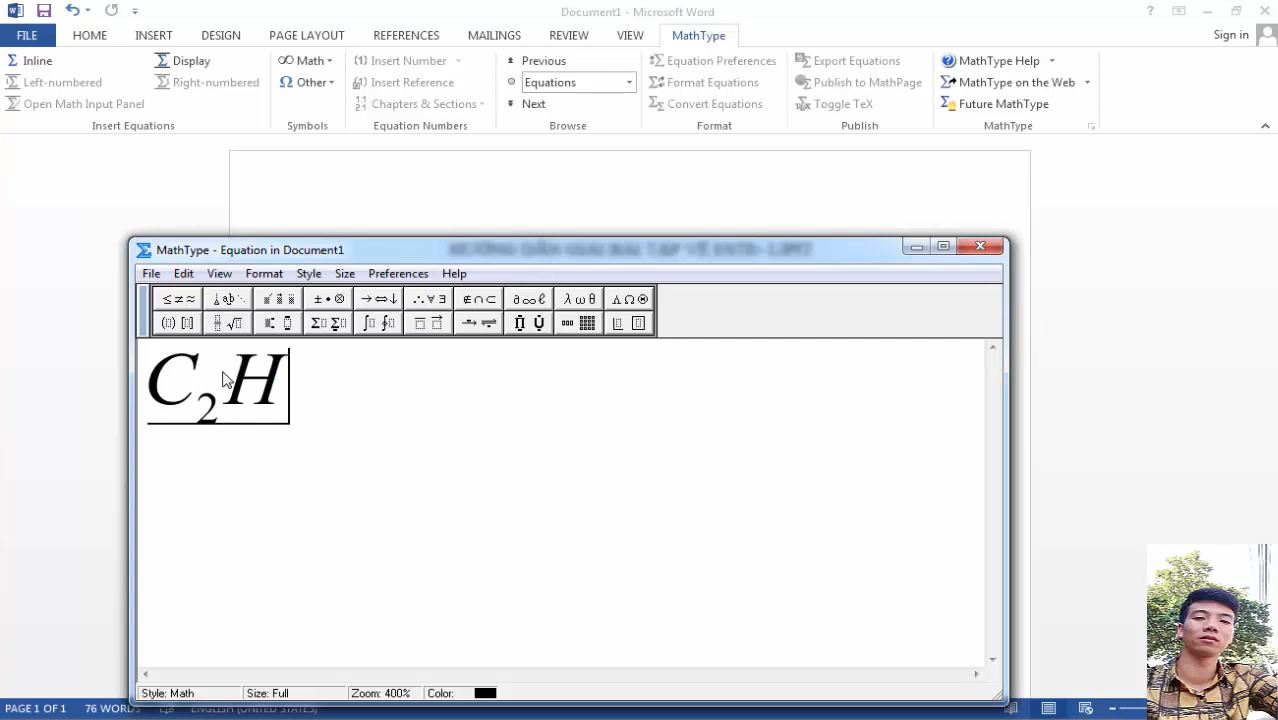 Document1 - Microsoft Word
?
FILE HOME INSERT DESIGN PAGE LAYOUT REFERENCES MAILINGS REVIEW VIEW MathType Sign in
Σ Inline Σ Display Math Insert Number Previous Equation Preferences Export Equations MathType Help
Left-numbered Right-numbered Ω Other Insert Reference Equations Format Equations Publish to MathPage MathType on the Web
Open Math Input Panel Chapters & Sections Next Convert Equations Toggle TeX Future MathType
Insert Equations Symbols Equation Numbers Browse Format Publish MathType
MathType - Equation in Document1
File Edit View Format Style Size Preferences Help
C₂H
Style: Math Size: Full Zoom: 400% Color:
PAGE 1 OF 1 76 WORDS ENGLISH (UNITED STATES)